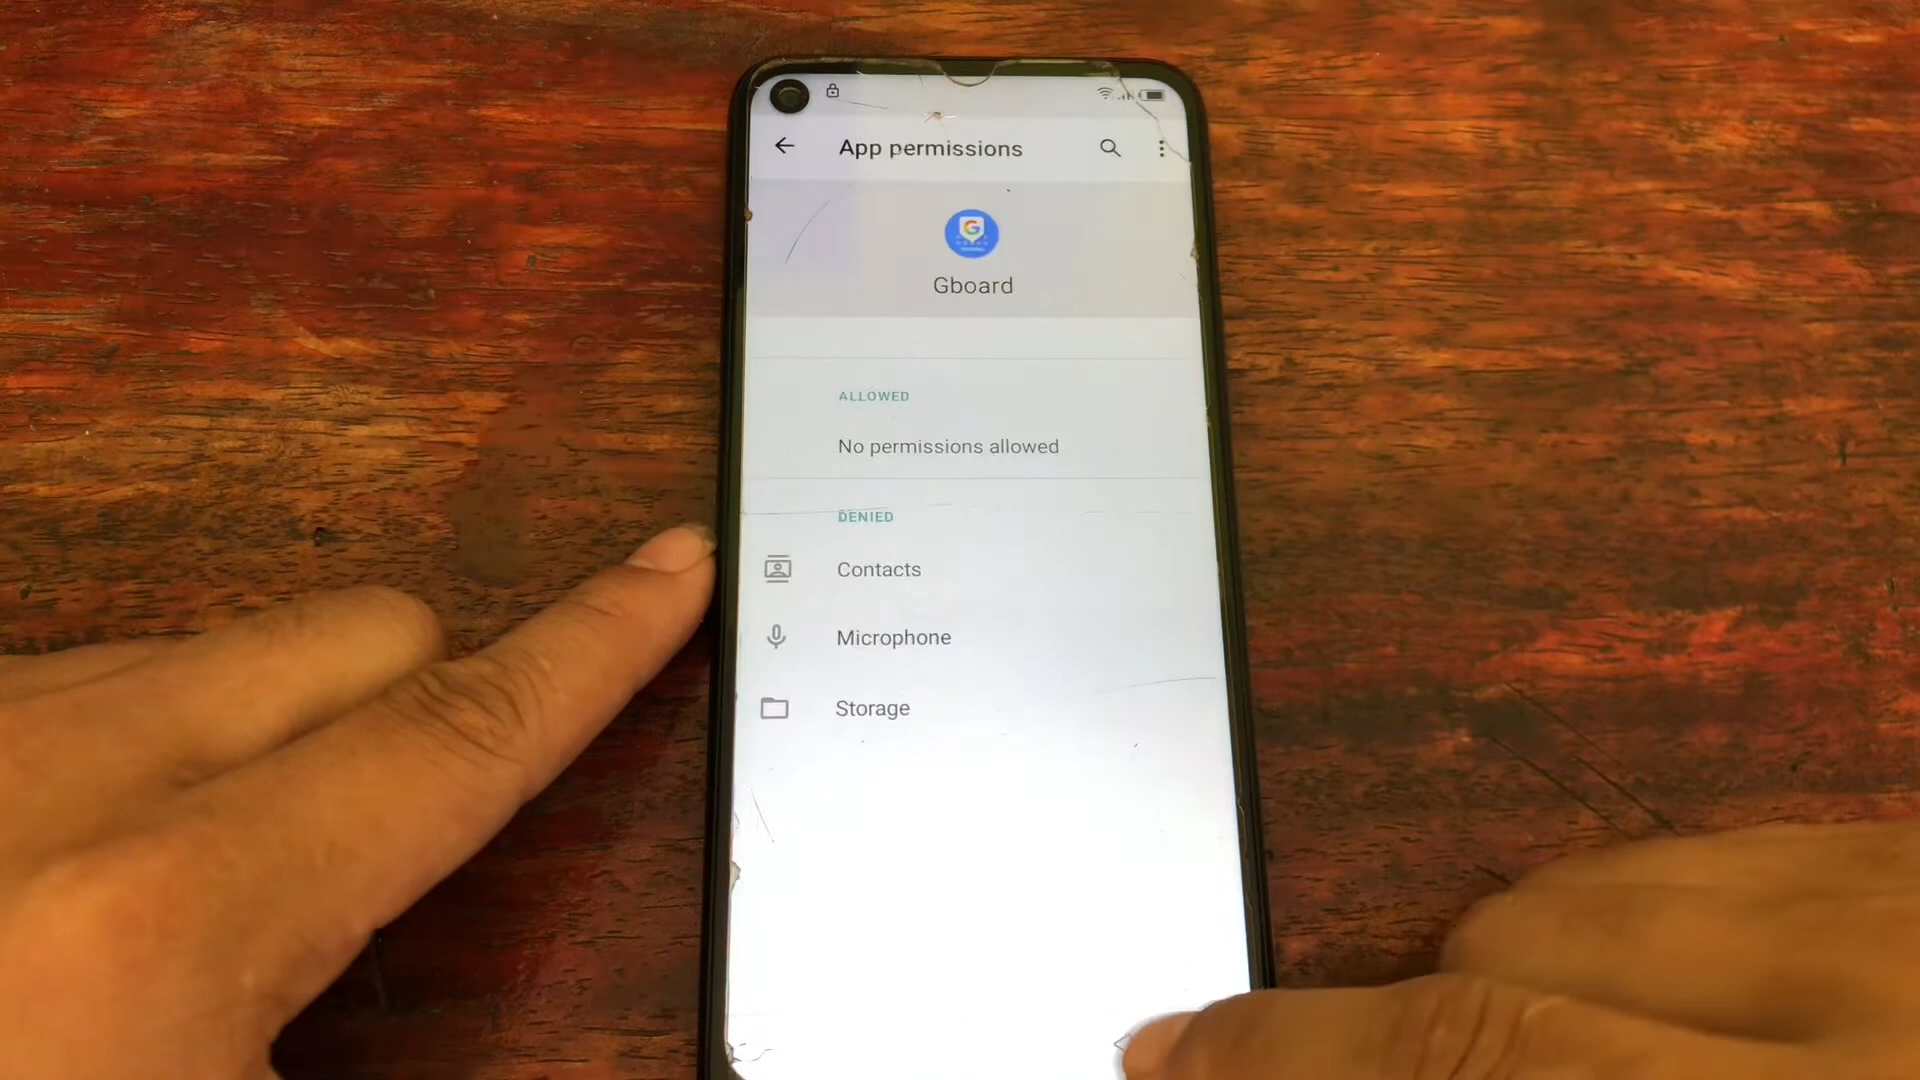 App permissions
Gboard
ALLOWED
No permissions allowed
DENIED
Contacts
Microphone
Storage